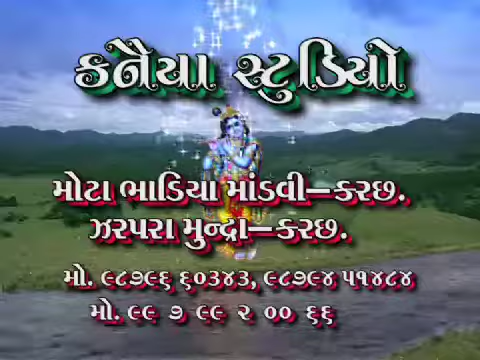 કનૈયા સ્ટુડિયો
મોટા ભાડિયા માંડવી–કચ્છ.
ઝરપરા મુન્દ્રા–કચ્છ.
મો. ૯૮૭૯૬ ૬૦૩૪૩, ૯૮૭૯૪ ૫૧૪૮૪
મો. ૯૯ ૭ ૯૯ ૨ ૦૦ ૬૬